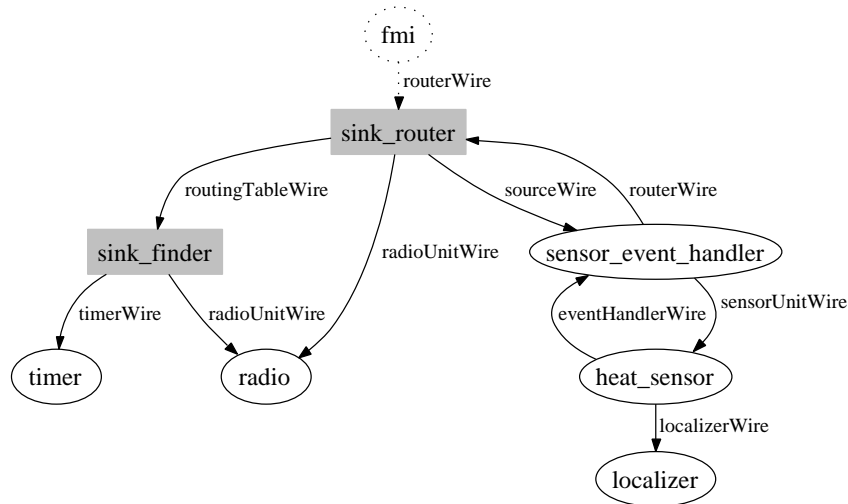 fmi
routerWire
sink_router
routingTableWire
sourceWire
routerWire
sink_finder
radioUnitWire
sensor_event_handler
timerWire
radioUnitWire
eventHandlerWire
sensorUnitWire
timer
radio
heat_sensor
localizerWire
localizer